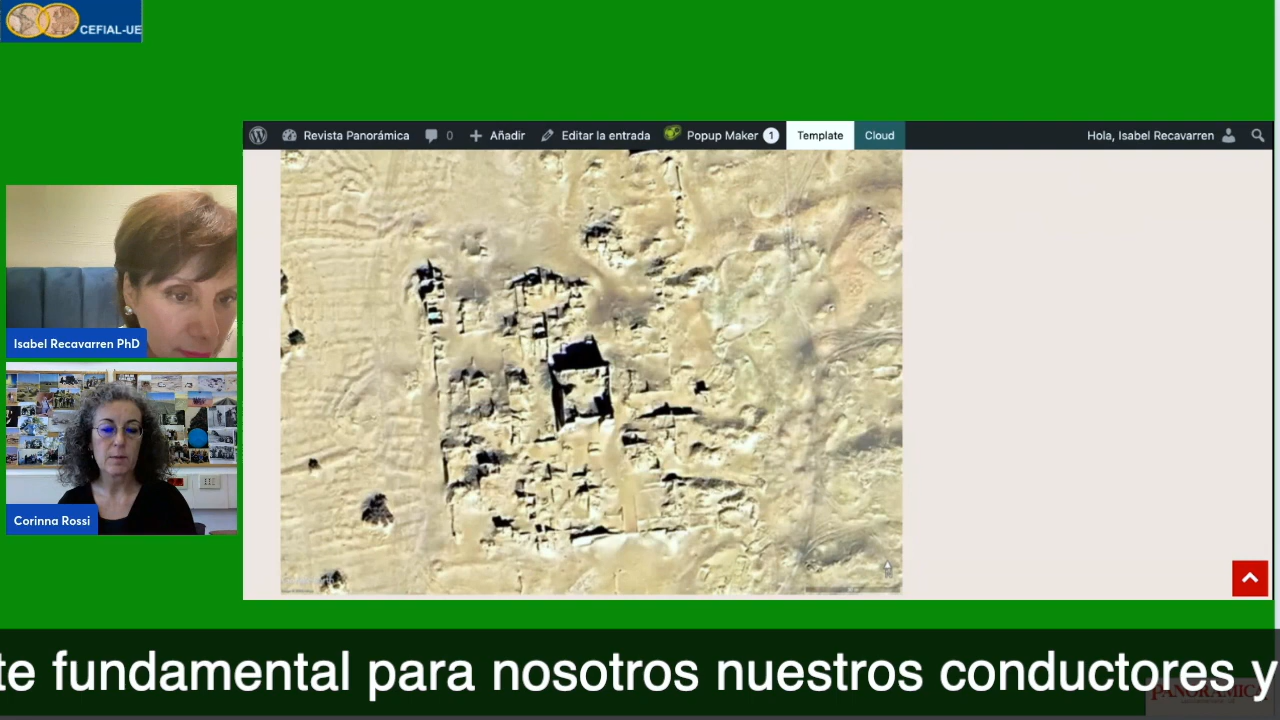 CEFIAL-UE
Revista Panorámica 0 Añadir Editar la entrada Popup Maker 1 Template Cloud Hola, Isabel Recavarren
Isabel Recavarren PhD
Corinna Rossi
te fundamental para nosotros nuestros conductores y
PANORÁMICA